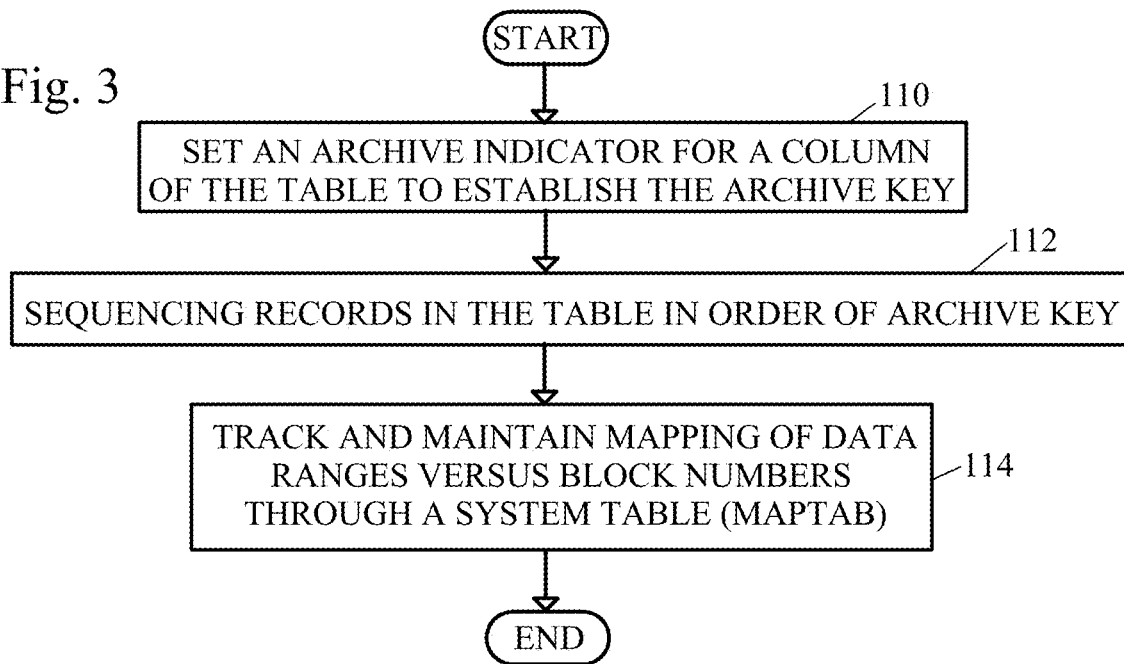 START
Fig. 3
110
SET AN ARCHIVE INDICATOR FOR A COLUMN
OF THE TABLE TO ESTABLISH THE ARCHIVE KEY
112
SEQUENCING RECORDS IN THE TABLE IN ORDER OF ARCHIVE KEY
TRACK AND MAINTAIN MAPPING OF DATA
RANGES VERSUS BLOCK NUMBERS
THROUGH A SYSTEM TABLE (MAPTAB)
114
END